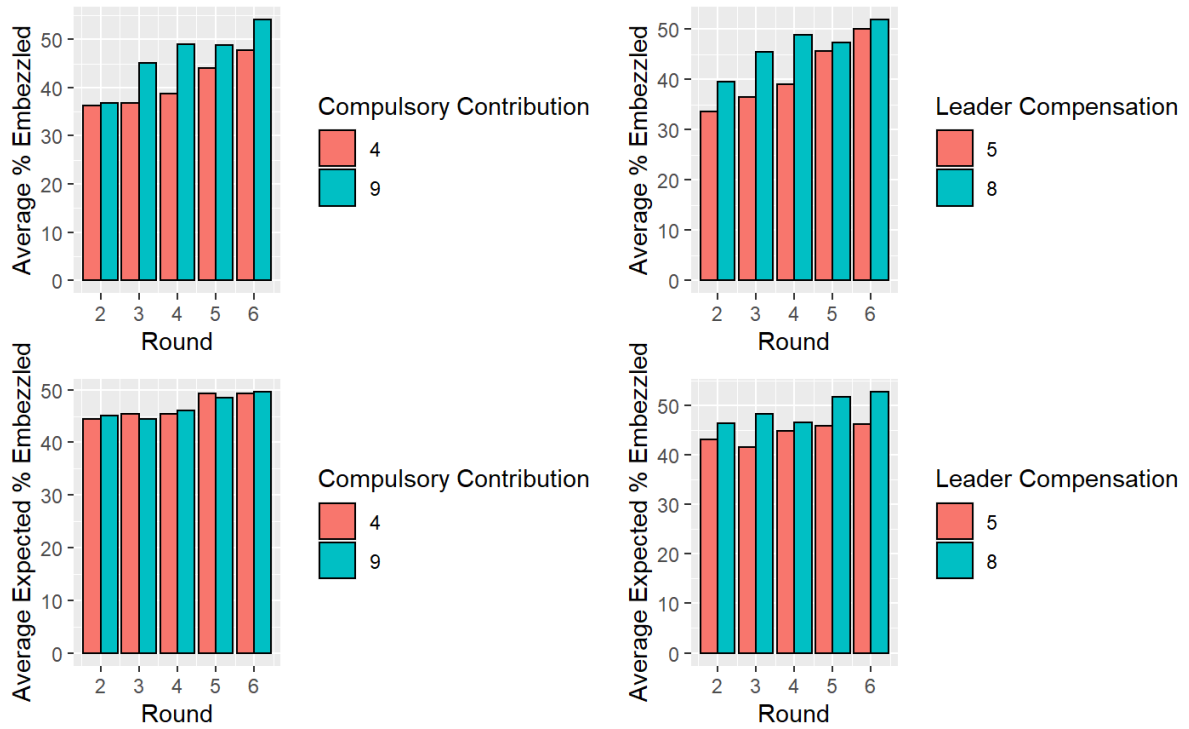 Average % Embezzled
50
40
30
20
10
0
2 3 4 5 6
Round
Compulsory Contribution
4
9
Average % Embezzled
50
40
30
20
10
0
2 3 4 5 6
Round
Leader Compensation
5
8
Average Expected % Embezzled
50
40
30
20
10
0
2 3 4 5 6
Round
Compulsory Contribution
4
9
Average Expected % Embezzled
50
40
30
20
10
0
2 3 4 5 6
Round
Leader Compensation
5
8